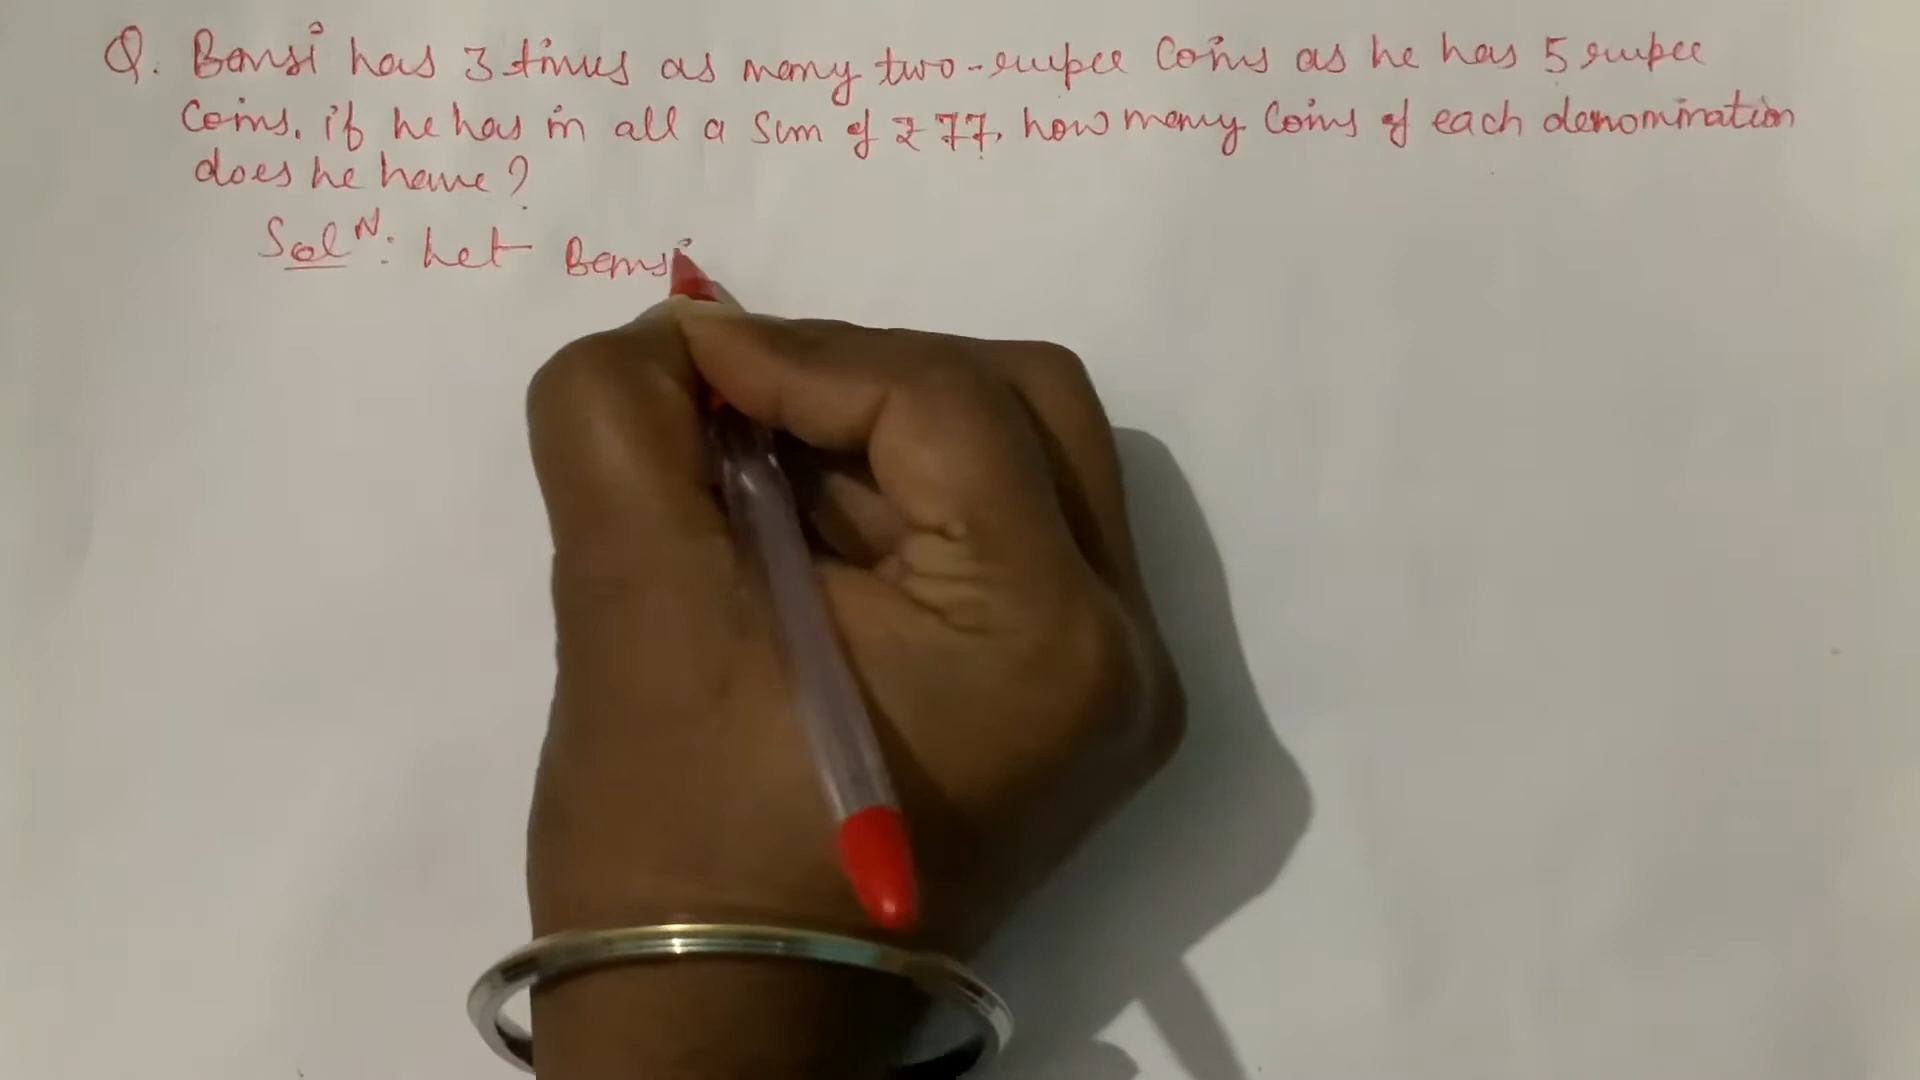 Q. Bansi has 3 times as many two-rupee coins as he has 5 rupee
coins. if he has in all a sum of ₹ 77, how many coins of each denomination
does he have?
Solᴺ: Let Bansi